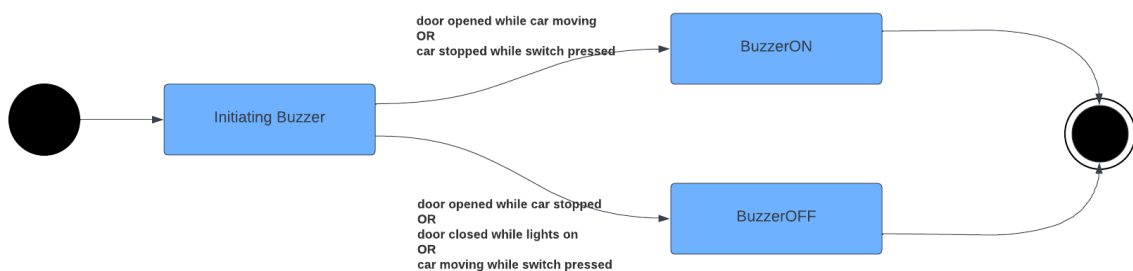 door opened while car moving
OR
car stopped while switch pressed
BuzzerON
Initiating Buzzer
door opened while car stopped
OR
door closed while lights on
OR
car moving while switch pressed
BuzzerOFF